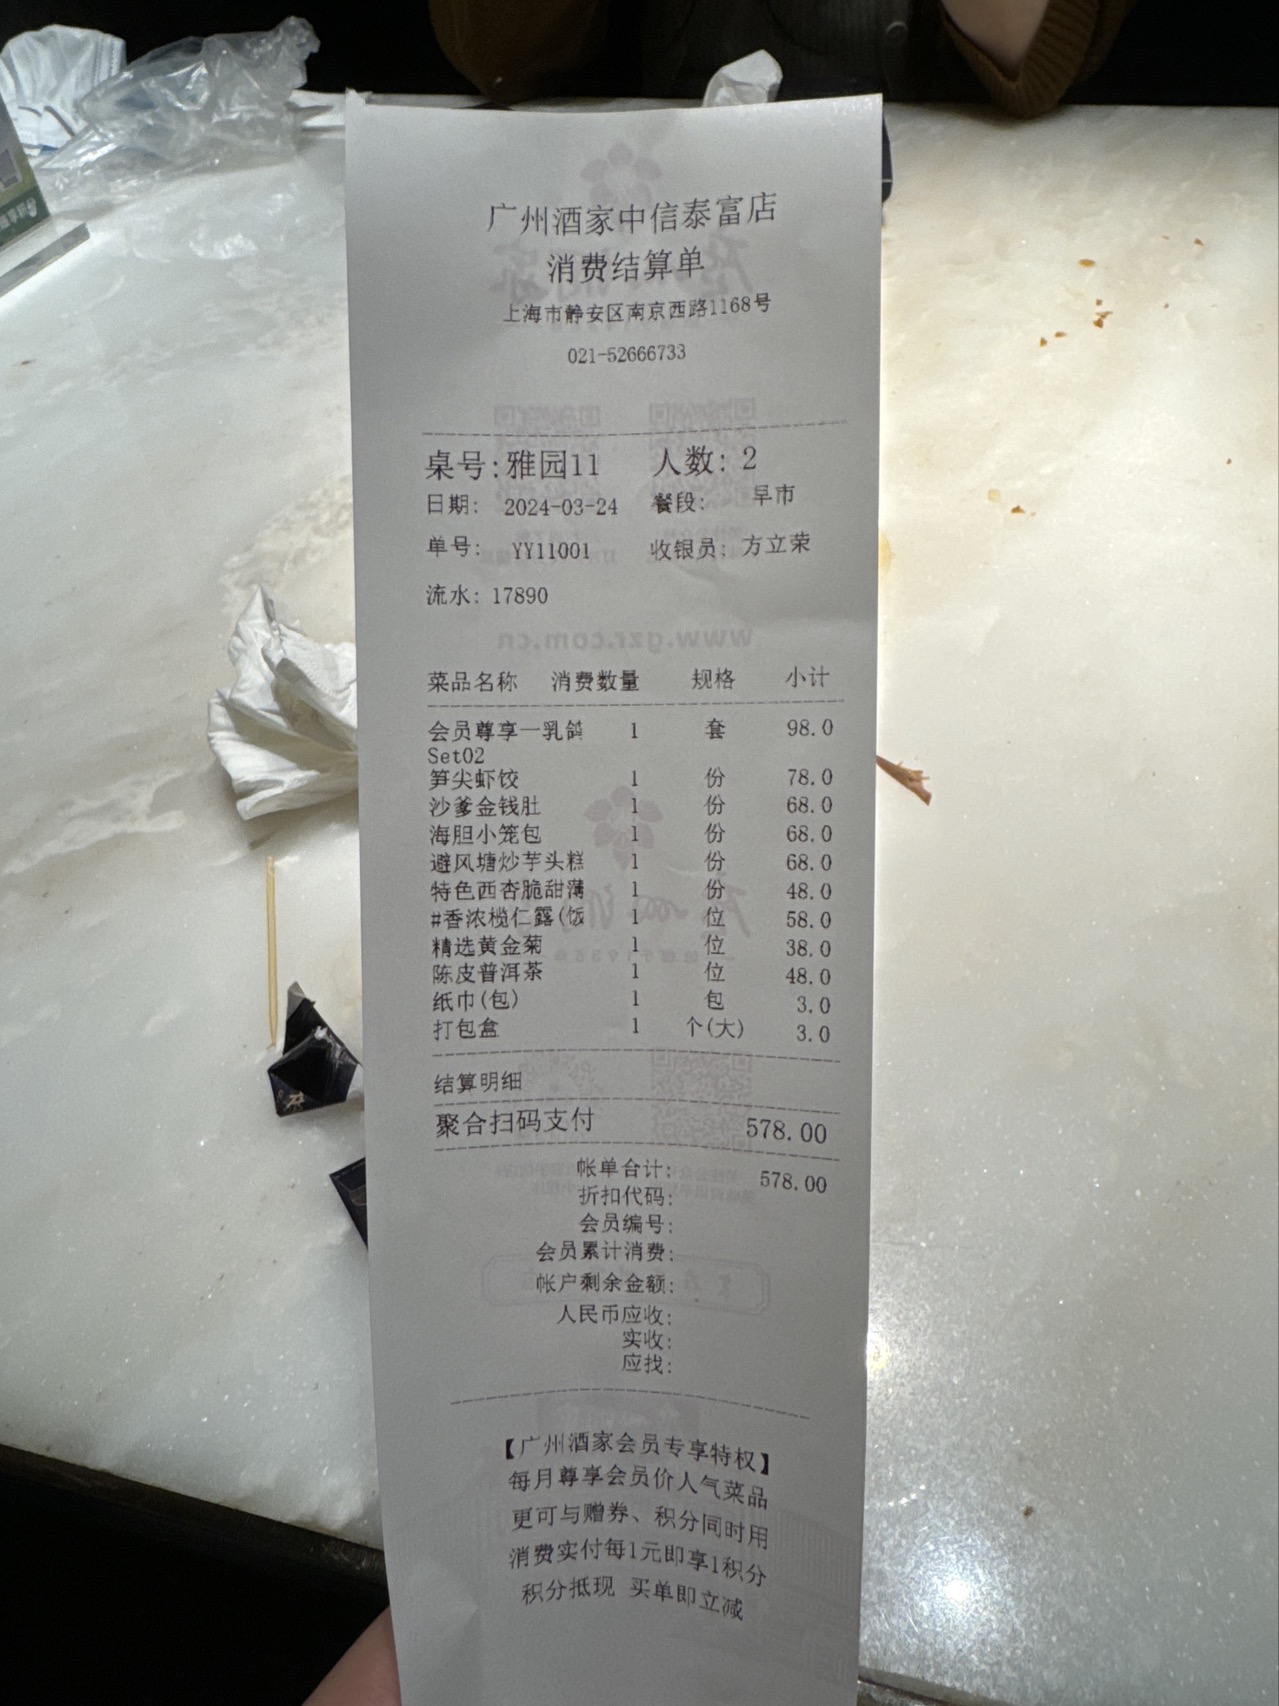 广州酒家中信泰富店
消费结算单
上海市静安区南京西路1168号
021-52666733
桌号:雅园11 人数: 2
日期: 2024-03-24 餐段: 早市
单号: YY11001 收银员: 方立荣
流水: 17890
菜品名称 消费数量 规格 小计
会员尊享一乳鸽 1 套 98.0
Set02
笋尖虾饺 1 份 78.0
沙爹金钱肚 1 份 68.0
海胆小笼包 1 份 68.0
避风塘炒芋头糕 1 份 68.0
特色西杏脆甜薄 1 份 48.0
#香浓榄仁露(饭 1 位 58.0
精选黄金菊 1 位 38.0
陈皮普洱茶 1 位 48.0
纸巾(包) 1 包 3.0
打包盒 1 个(大) 3.0
结算明细
聚合扫码支付 578.00
帐单合计: 578.00
折扣代码:
会员编号:
会员累计消费:
帐户剩余金额:
人民币应收:
实收:
应找:
【广州酒家会员专享特权】
每月尊享会员价人气菜品
更可与赠券、积分同时用
消费实付每1元即享1积分
积分抵现 买单即立减
www.gzr.com.cn